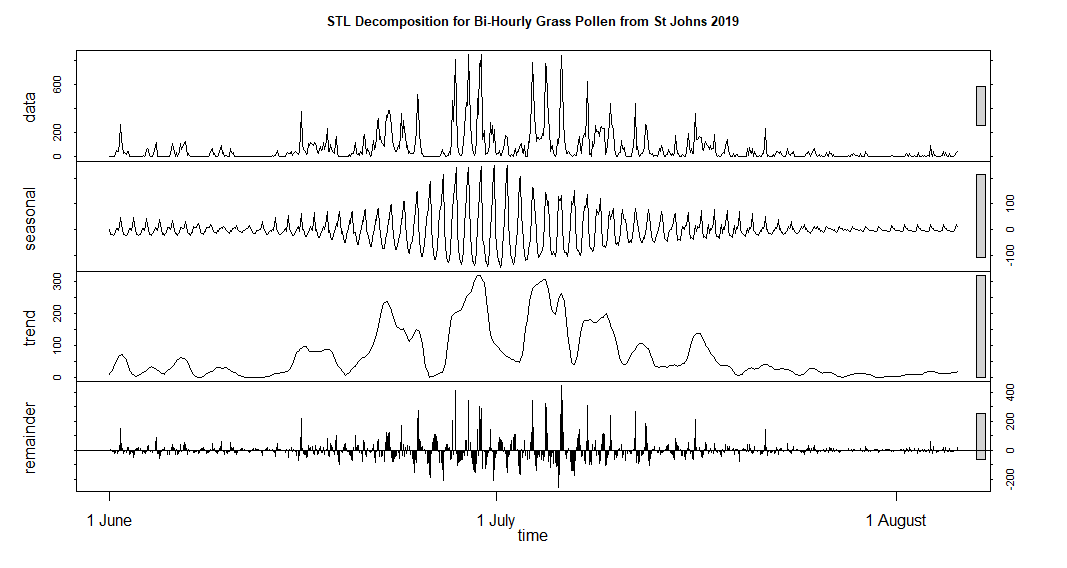 STL Decomposition for Bi-Hourly Grass Pollen from St Johns 2019
data
0
200
600
seasonal
-100
0
100
trend
0
100
200
300
remainder
-200
0
200
400
1 June
1 July
1 August
time